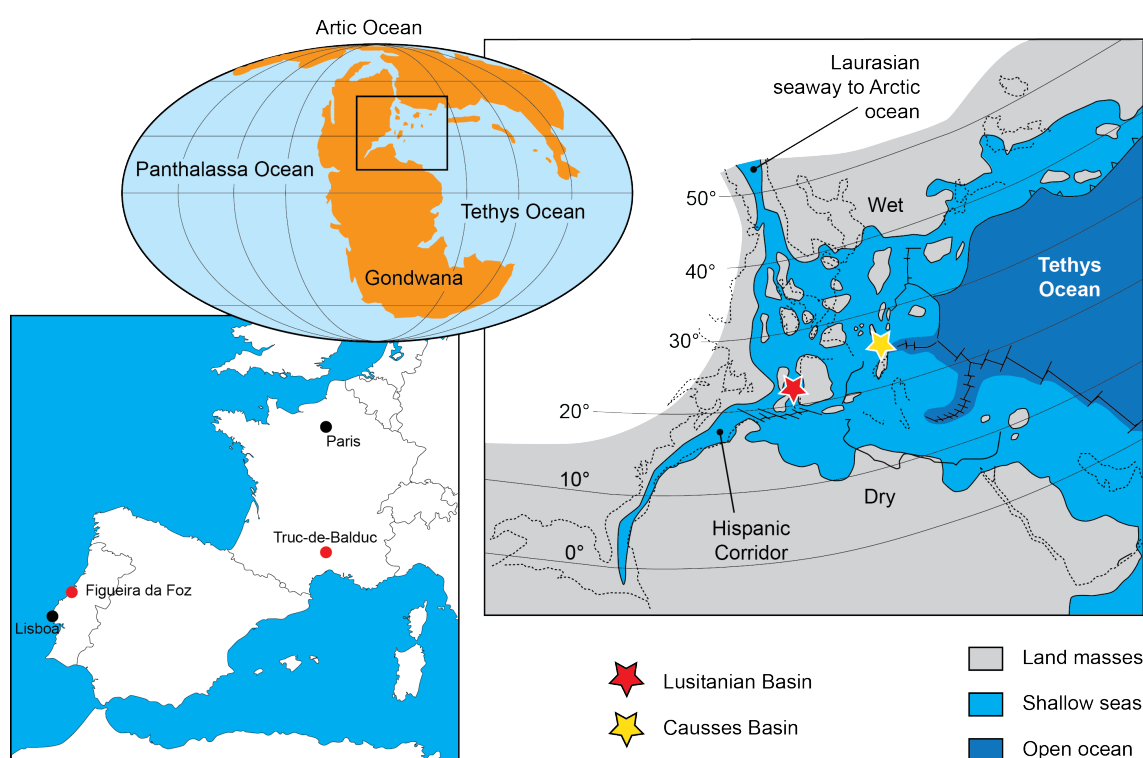 Artic Ocean
Panthalassa Ocean
Tethys Ocean
Gondwana
Laurasian
seaway to Arctic
ocean
50°
Wet
40°
Tethys
Ocean
30°
20°
10°
Dry
Hispanic
Corridor
0°
Paris
Truc-de-Balduc
Figueira da Foz
Lisboa
Lusitanian Basin
Causses Basin
Land masses
Shallow seas
Open ocean